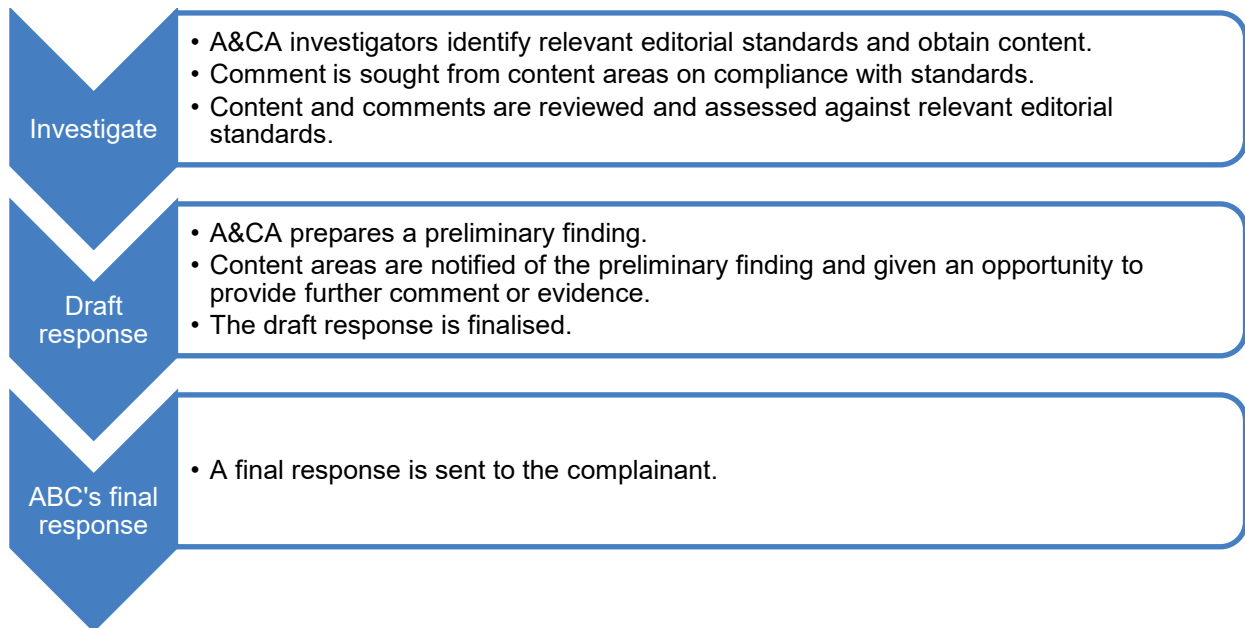 Investigate
• A&CA investigators identify relevant editorial standards and obtain content.
• Comment is sought from content areas on compliance with standards.
• Content and comments are reviewed and assessed against relevant editorial
standards.
Draft
response
• A&CA prepares a preliminary finding.
• Content areas are notified of the preliminary finding and given an opportunity to
provide further comment or evidence.
• The draft response is finalised.
ABC's final
response
• A final response is sent to the complainant.